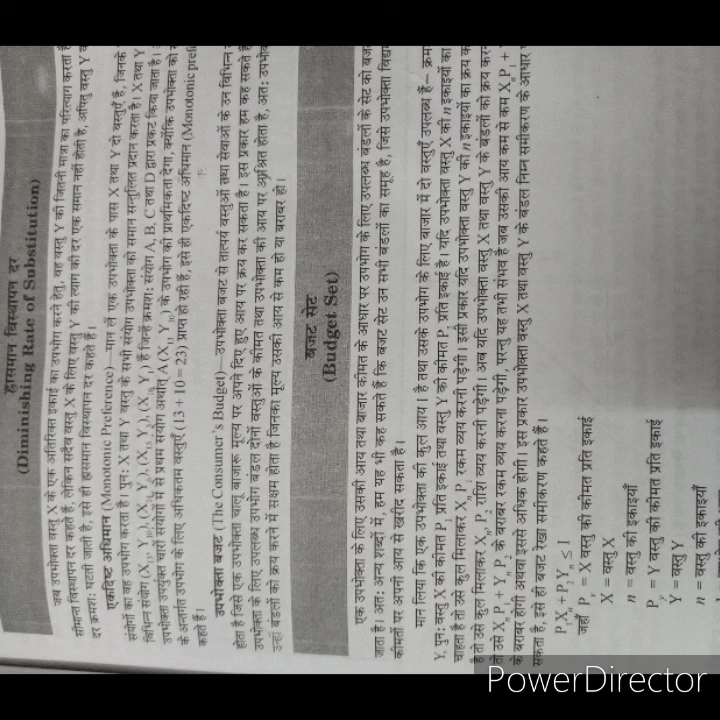 ह्रासमान विस्थापन दर
(Diminishing Rate of Substitution)
जब उपभोक्ता वस्तु X के एक अतिरिक्त इकाई का उपभोग करने हेतु, वह वस्तु Y की जितनी मात्रा का परित्याग करता है
सीमान्त विस्थापन दर कहते हैं, लेकिन सदैव वस्तु X के लिए वस्तु Y की त्याग की दर एक समान नहीं होती है, अपितु वस्तु Y
दर क्रमशः घटती जाती है, इसे ही ह्रासमान विस्थापन दर कहते हैं।
एकदिष्ट अधिमान (Monotonic Preference)—मान लें एक उपभोक्ता के पास X तथा Y दो वस्तुएँ हैं, जिनके
संयोगों का वह उपभोग करता है। पुनः X तथा Y वस्तु के सभी संयोग उपभोक्ता को समान सन्तुलित प्रदान करता है। X तथा Y
विभिन्न संयोग हैं जिन्हें क्रमशः संयोग A, B, C तथा D द्वारा प्रकट किया जाता है।
उपभोक्ता उपर्युक्त चारों संयोगों में से प्रथम संयोग अर्थात् A के उपभोग को प्राथमिकता देगा, क्योंकि उपभोक्ता को
के अन्तर्गत उपभोग के लिए अधिकतम वस्तुएँ (13 + 10 = 23) प्राप्त हो रही हैं, इसे ही एकदिष्ट अधिमान (Monotonic
कहते हैं।
उपभोक्ता बजट (The Consumer's Budget)—उपभोक्ता बजट से तात्पर्य वस्तुओं तथा सेवाओं के उन विभिन्न
होता है जिसे एक उपभोक्ता चालू बाजारू मूल्य पर अपने दिए हुए आय पर क्रय कर सकता है। इस प्रकार हम कह सकते हैं
उपभोक्ता के लिए उपलब्ध उपभोग बंडल दोनों वस्तुओं के कीमत तथा उपभोक्ता की आय पर आश्रित होता है, अतः
उन्हीं बंडलों को क्रय करने में सक्षम होता है जिनका मूल्य उसकी आय से कम हो या बराबर हो।
बजट सेट
(Budget Set)
एक उपभोक्ता के लिए उसकी आय तथा बाजार कीमत के आधार पर उपभोग के लिए उपलब्ध बंडलों के सेट को
जाता है। अतः अन्य शब्दों में, हम यह भी कह सकते हैं कि बजट सेट उन सभी बंडलों का समूह है, जिसे उपभोक्ता
कीमतों पर अपनी आय से खरीद सकता है।
मान लिया कि एक उपभोक्ता की कुल आय I है तथा उसके उपभोग के लिए बाजार में दो वस्तुएँ उपलब्ध हैं–
Y, पुनः वस्तु X की कीमत P₁ प्रति इकाई तथा वस्तु Y की कीमत P₂ प्रति इकाई है। यदि उपभोक्ता वस्तु X की n इकाइयों का
चाहता है तो उसे कुल मिलाकर रकम व्यय करनी पड़ेगी। इसी प्रकार यदि उपभोक्ता वस्तु Y की n इकाइयों का क्रय
है तो उसे कुल मिलाकर राशि व्यय करनी पड़ेगी। अब यदि उपभोक्ता वस्तु X तथा वस्तु Y के बंडलों को क्रय
तो उसे के बराबर रकम व्यय करना पड़ेगी, परन्तु यह तभी संभव है जब उसकी आय कम से कम
के बराबर होगी अथवा इससे अधिक होगी। इस प्रकार उपभोक्ता वस्तु X तथा वस्तु Y के बंडल निम्न समीकरण के आधार
सकता है, इसे ही बजट रेखा समीकरण कहते हैं।
P₁Xₙ + P₂Yₙ ≤ I
जहाँ Pₓ = X वस्तु की कीमत प्रति इकाई
X = वस्तु X
n = वस्तु की इकाइयाँ
Pᵧ = Y वस्तु की कीमत प्रति इकाई
Y = वस्तु Y
n = वस्तु की इकाइयाँ
PowerDirector